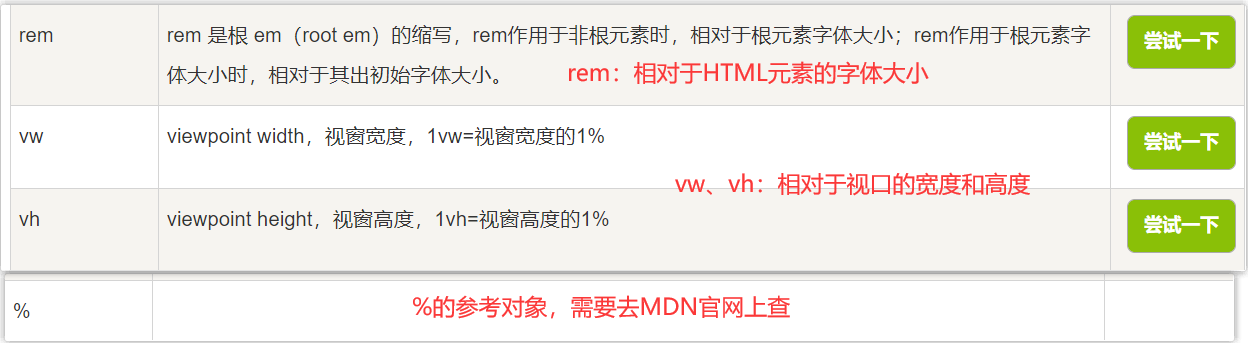 rem
rem 是根 em（root em）的缩写，rem作用于非根元素时，相对于根元素字体大小；rem作用于根元素字
体大小时，相对于其出初始字体大小。
rem：相对于HTML元素的字体大小
尝试一下
vw
viewpoint width，视窗宽度，1vw=视窗宽度的1%
尝试一下
vw、vh：相对于视口的宽度和高度
vh
viewpoint height，视窗高度，1vh=视窗高度的1%
尝试一下
%
%的参考对象，需要去MDN官网上查